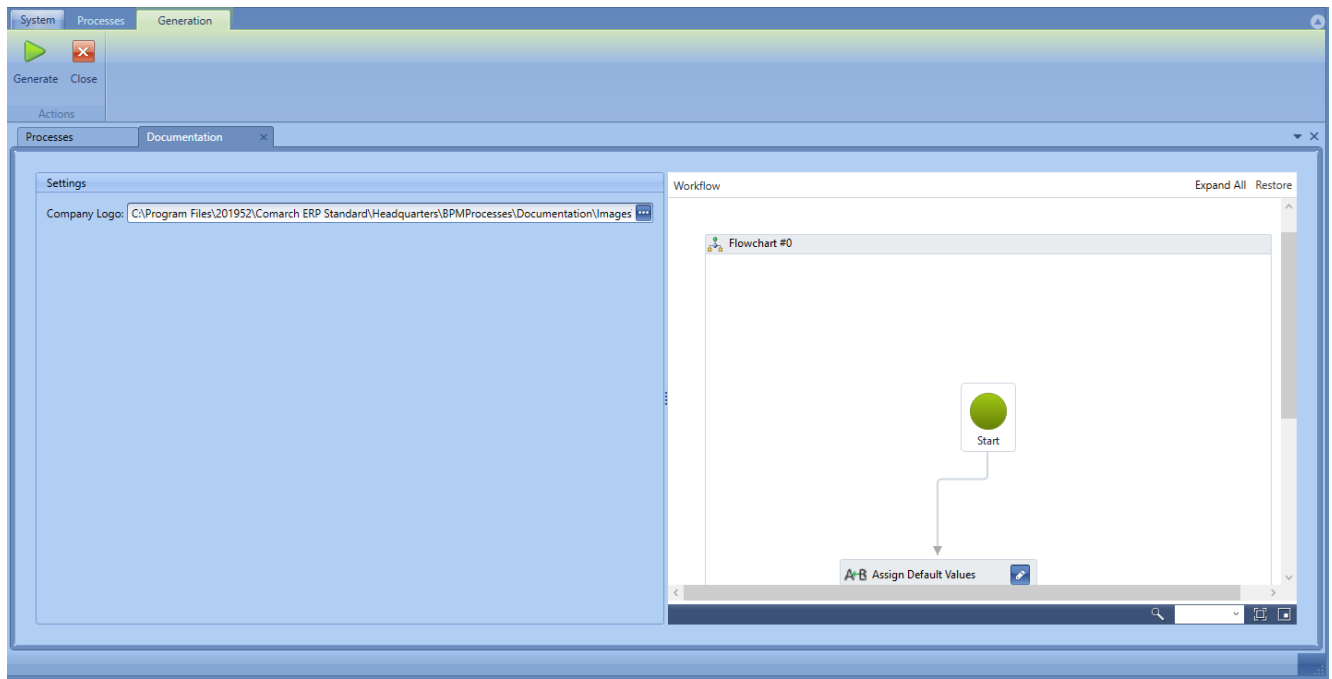 System Processes Generation
Generate Close
Actions
Processes Documentation
Settings
Company Logo: C:\Program Files\201952\Comarch ERP Standard\Headquarters\BPMProcesses\Documentation\Images
Workflow Expand All Restore
Flowchart #0
Start
A←B Assign Default Values